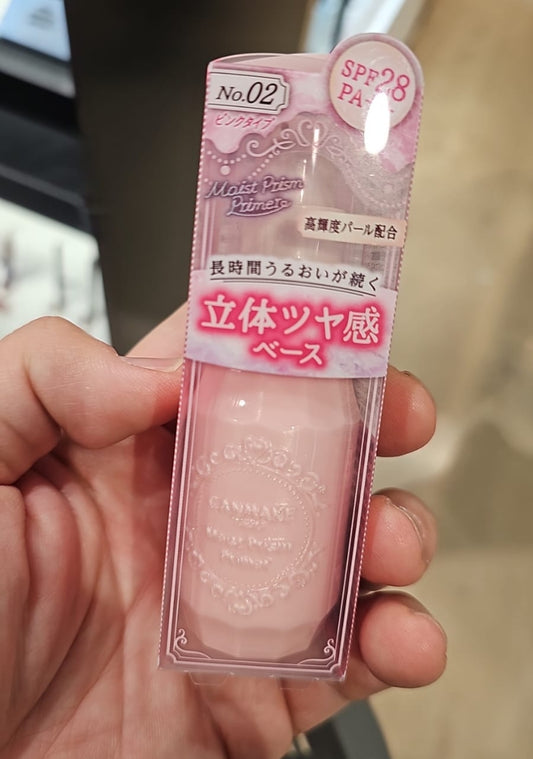 No.02
ピンクタイプ
SPF28
PA
Moist Prism
Primer
高輝度パール配合
長時間うるおいが続く
立体ツヤ感
ベース
CANMAKE
Moist Prism
Primer